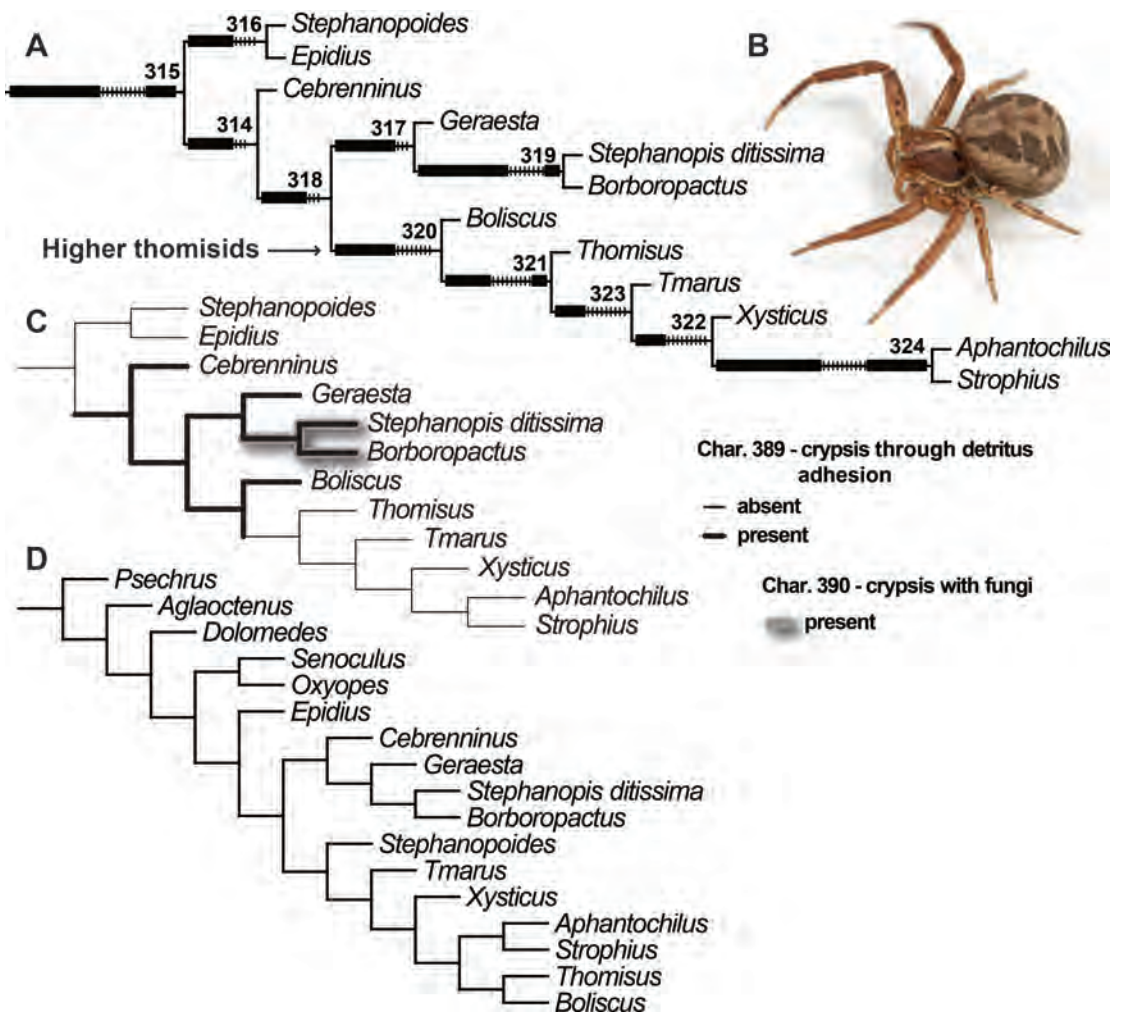 A
316
Stephanopoides
Epidius
315
Cebrenninus
314
317
Geraesta
319
Stephanopis ditissima
Borboropactus
318
Boliscus
Higher thomisids
320
Thomisus
321
Tmarus
323
Xysticus
322
324
Aphantochilus
Strophius
B
C
Stephanopoides
Epidius
Cebrenninus
Geraesta
Stephanopis ditissima
Borboropactus
Boliscus
Thomisus
Tmarus
Xysticus
Aphantochilus
Strophius
Char. 389 - crypsis through detritus
adhesion
absent
present
Char. 390 - crypsis with fungi
present
D
Psechrus
Aglaoctenus
Dolomedes
Senoculus
Oxyopes
Epidius
Cebrenninus
Geraesta
Stephanopis ditissima
Borboropactus
Stephanopoides
Tmarus
Xysticus
Aphantochilus
Strophius
Thomisus
Boliscus